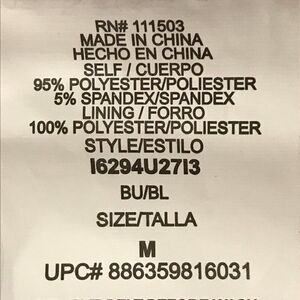 RN# 111503
MADE IN CHINA
HECHO EN CHINA
SELF / CUERPO
95% POLYESTER/POLIESTER
5% SPANDEX/SPANDEX
LINING / FORRO
100% POLYESTER/POLIESTER
STYLE/ESTILO
I6294U27I3
BU/BL
SIZE/TALLA
M
UPC# 886359816031